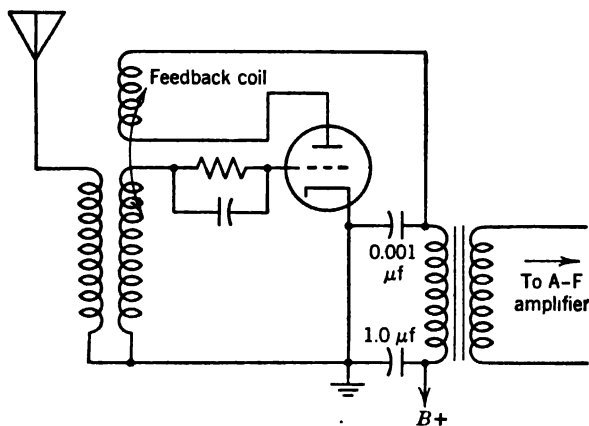 Feedback coil
0.001
μf
To A-F
amplifier
1.0 μf
B+